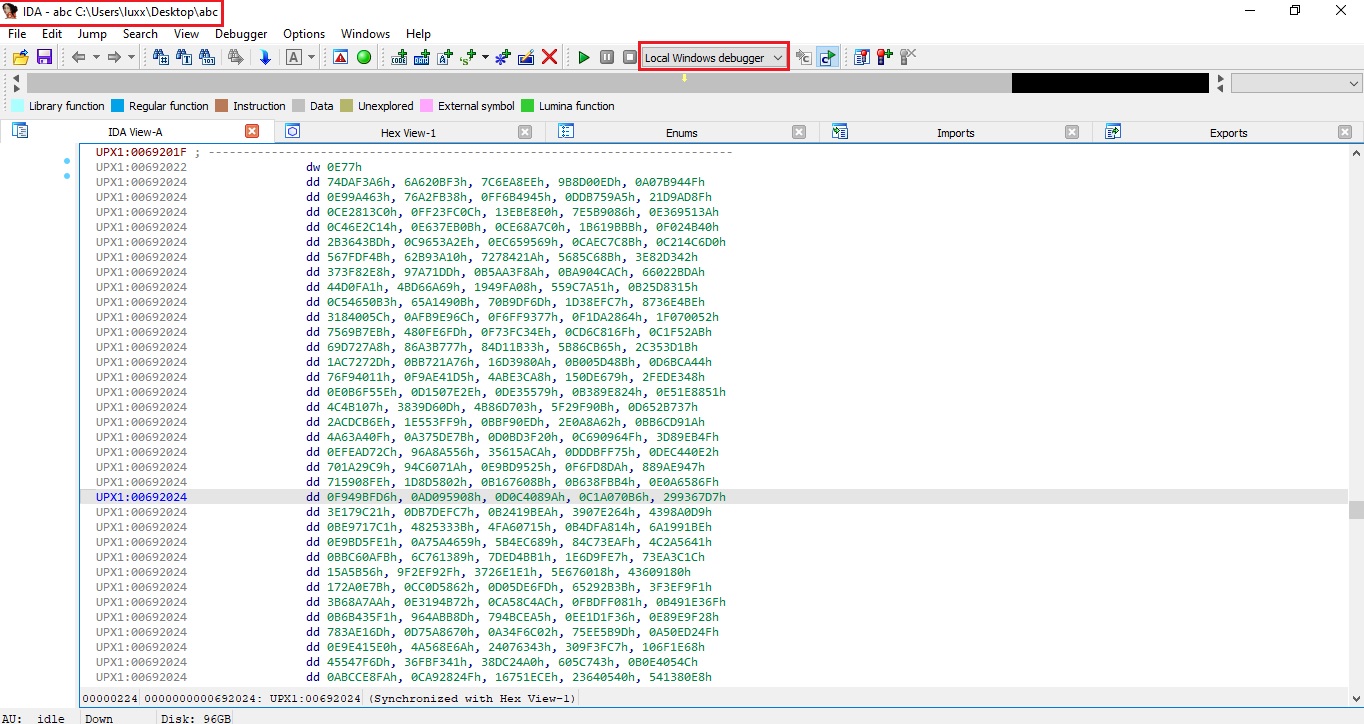 IDA - abc C:\Users\luxx\Desktop\abc
File Edit Jump Search View Debugger Options Windows Help
Local Windows debugger
Library function Regular function Instruction Data Unexplored External symbol Lumina function
IDA View-A Hex View-1 Enums Imports Exports
UPX1:0069201F ; ---------------------------------------------------------------------------
UPX1:00692022 dw 0E77h
UPX1:00692024 dd 74DAF3A6h, 6A620BF3h, 7C6EA8EEh, 9B8D00EDh, 0A07B944Fh
UPX1:00692024 dd 0E99A463h, 76A2FB38h, 0FF6B4945h, 0DDB759A5h, 21D9AD8Fh
UPX1:00692024 dd 0CE2813C0h, 0FF23FC0Ch, 13EBE8E0h, 7E5B9086h, 0E369513Ah
UPX1:00692024 dd 0C46E2C14h, 0E637EB0Bh, 0CE68A7C0h, 1B619BBBh, 0F024B40h
UPX1:00692024 dd 2B3643BDh, 0C9653A2Eh, 0EC659569h, 0CAEC7C8Bh, 0C214C6D0h
UPX1:00692024 dd 567FDF4Bh, 62B93A10h, 7278421Ah, 5685C68Bh, 3E82D342h
UPX1:00692024 dd 373F82E8h, 97A71DDh, 0B5AA3F8Ah, 0BA904CACh, 66022BDAh
UPX1:00692024 dd 44D0FA1h, 4BD66A69h, 1949FA08h, 559C7A51h, 0B25D8315h
UPX1:00692024 dd 0C54650B3h, 65A1490Bh, 70B9DF6Dh, 1D38EFC7h, 8736E4BEh
UPX1:00692024 dd 3184005Ch, 0AFB9E96Ch, 0F6FF9377h, 0F1DA2864h, 1F070052h
UPX1:00692024 dd 7569B7EBh, 480FE6FDh, 0F73FC34Eh, 0CD6C816Fh, 0C1F52ABh
UPX1:00692024 dd 69D727A8h, 86A3B777h, 84D11B33h, 5B86CB65h, 2C353D1Bh
UPX1:00692024 dd 1AC7272Dh, 0BB721A76h, 16D3980Ah, 0B005D48Bh, 0D6BCA44h
UPX1:00692024 dd 76F94011h, 0F9AE41D5h, 4ABE3CA8h, 150DE679h, 2FEDE348h
UPX1:00692024 dd 0E0B6F55Eh, 0D1507E2Eh, 0DE35579h, 0B389E824h, 0E51E8851h
UPX1:00692024 dd 4C4B107h, 3839D60Dh, 4B86D703h, 5F29F90Bh, 0D652B737h
UPX1:00692024 dd 2ACDCB6Eh, 1E553FF9h, 0BBF90EDh, 2E0A8A62h, 0BB6CD91Ah
UPX1:00692024 dd 4A63A40Fh, 0A375DE7Bh, 0D0BD3F20h, 0C690964Fh, 3D89EB4Fh
UPX1:00692024 dd 0EFEAD72Ch, 96A8A556h, 35615ACAh, 0DDDBFF75h, 0DEC440E2h
UPX1:00692024 dd 701A29C9h, 94C6071Ah, 0E9BD9525h, 0F6FD8DAh, 889AE947h
UPX1:00692024 dd 715908FEh, 1D8D5802h, 0B167608Bh, 0B638FBB4h, 0E0A6586Fh
UPX1:00692024 dd 0F949BFD6h, 0AD095908h, 0D0C4089Ah, 0C1A070B6h, 299367D7h
UPX1:00692024 dd 3E179C21h, 0DB7DEFC7h, 0B2419BEAh, 3907E264h, 4398A0D9h
UPX1:00692024 dd 0BE9717C1h, 4825333Bh, 4FA60715h, 0B4DFA814h, 6A1991BEh
UPX1:00692024 dd 0E9BD5FE1h, 0A75A4659h, 5B4EC689h, 84C73EAFh, 4C2A5641h
UPX1:00692024 dd 0BBC60AFBh, 6C761389h, 7DED4BB1h, 1E6D9FE7h, 73EA3C1Ch
UPX1:00692024 dd 15A5B56h, 9F2EF92Fh, 3726E1E1h, 5E676018h, 43609180h
UPX1:00692024 dd 172A0E7Bh, 0CC0D5862h, 0D05DE6FDh, 65292B3Bh, 3F3EF9F1h
UPX1:00692024 dd 3B68A7AAh, 0E3194B72h, 0CA58C4ACh, 0FBDFF081h, 0B491E36Fh
UPX1:00692024 dd 0B6B435F1h, 964ABB8Dh, 794BCEA5h, 0EE1D1F36h, 0E89E9F28h
UPX1:00692024 dd 783AE16Dh, 0D75A8670h, 0A34F6C02h, 75EE5B9Dh, 0A50ED24Fh
UPX1:00692024 dd 0E9E415E0h, 4A568E6Ah, 24076343h, 309F3FC7h, 106F1E68h
UPX1:00692024 dd 45547F6Dh, 36FBF341h, 38DC24A0h, 605C743h, 0B0E4054Ch
UPX1:00692024 dd 0ABCCE8FAh, 0CA92824Fh, 16751ECEh, 23640540h, 541380E8h
00000224 0000000000692024: UPX1:00692024 (Synchronized with Hex View-1)
AU: idle Down Disk: 96GB